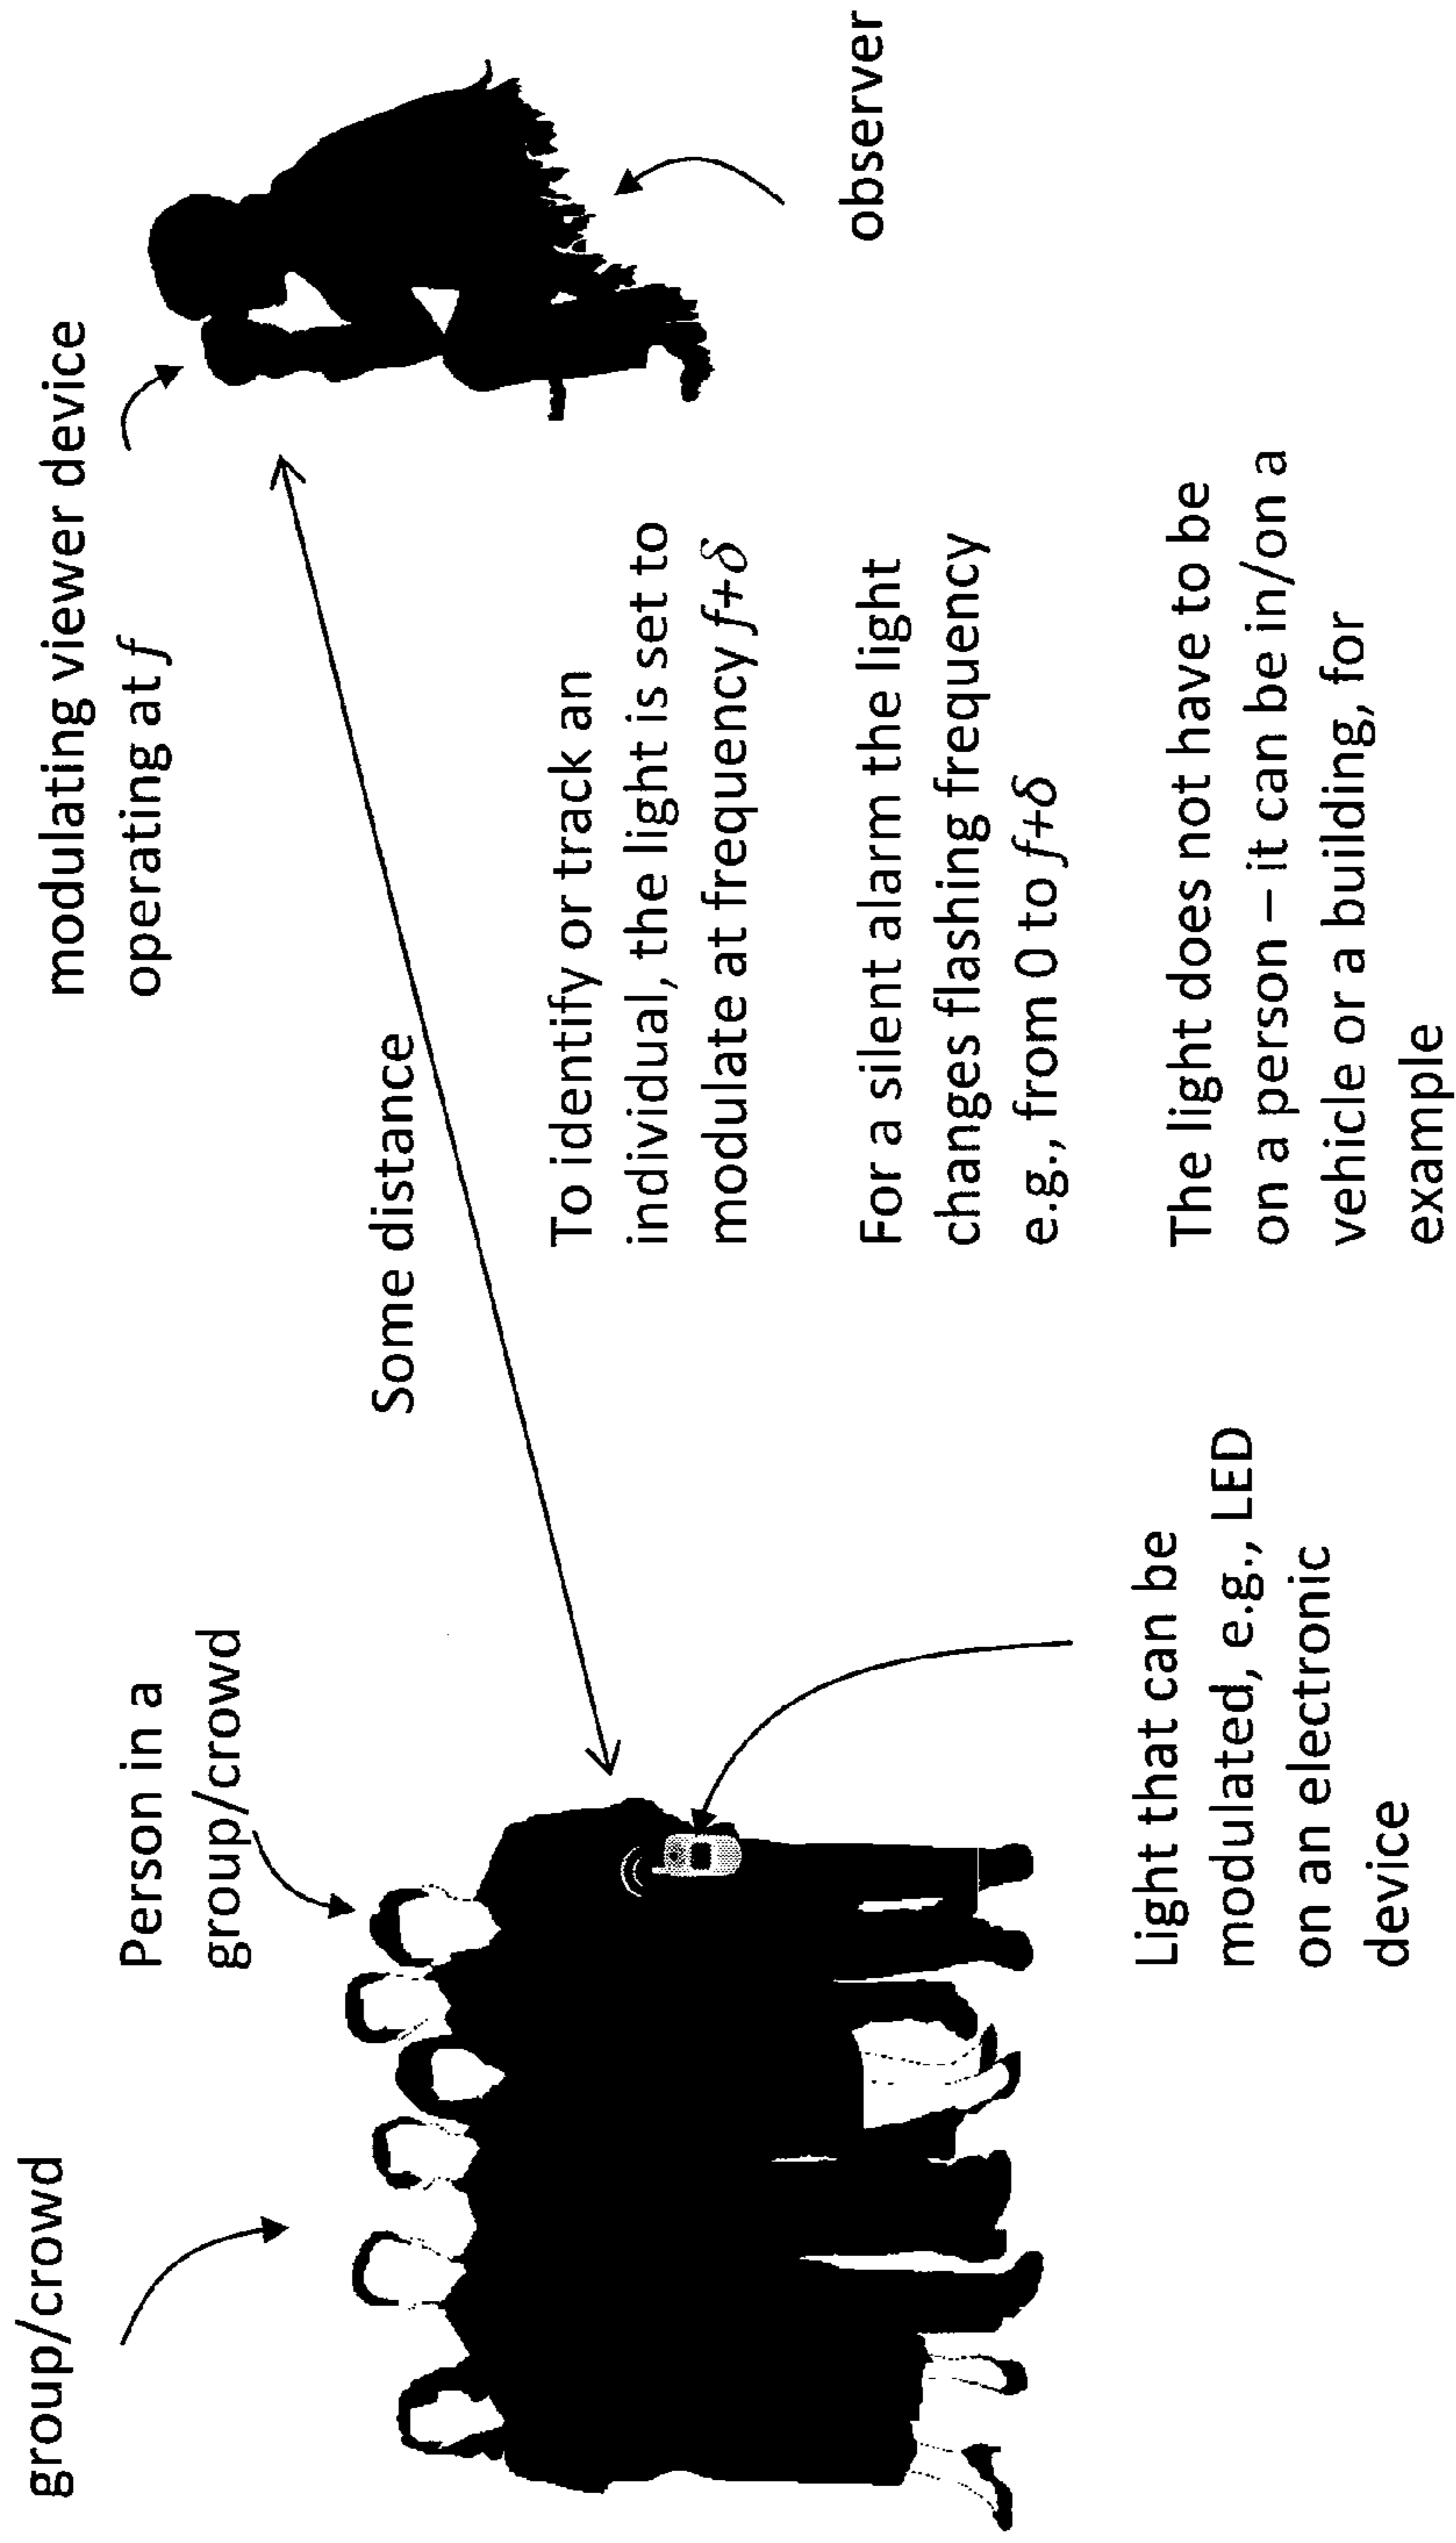 group/crowd
Person in a
group/crowd
Some distance
modulating viewer device
operating at f
observer
To identify or track an
individual, the light is set to
modulate at frequency f+δ
For a silent alarm the light
changes flashing frequency
e.g., from 0 to f+δ
The light does not have to be
on a person – it can be in/on a
vehicle or a building, for
example
Light that can be
modulated, e.g., LED
on an electronic
device